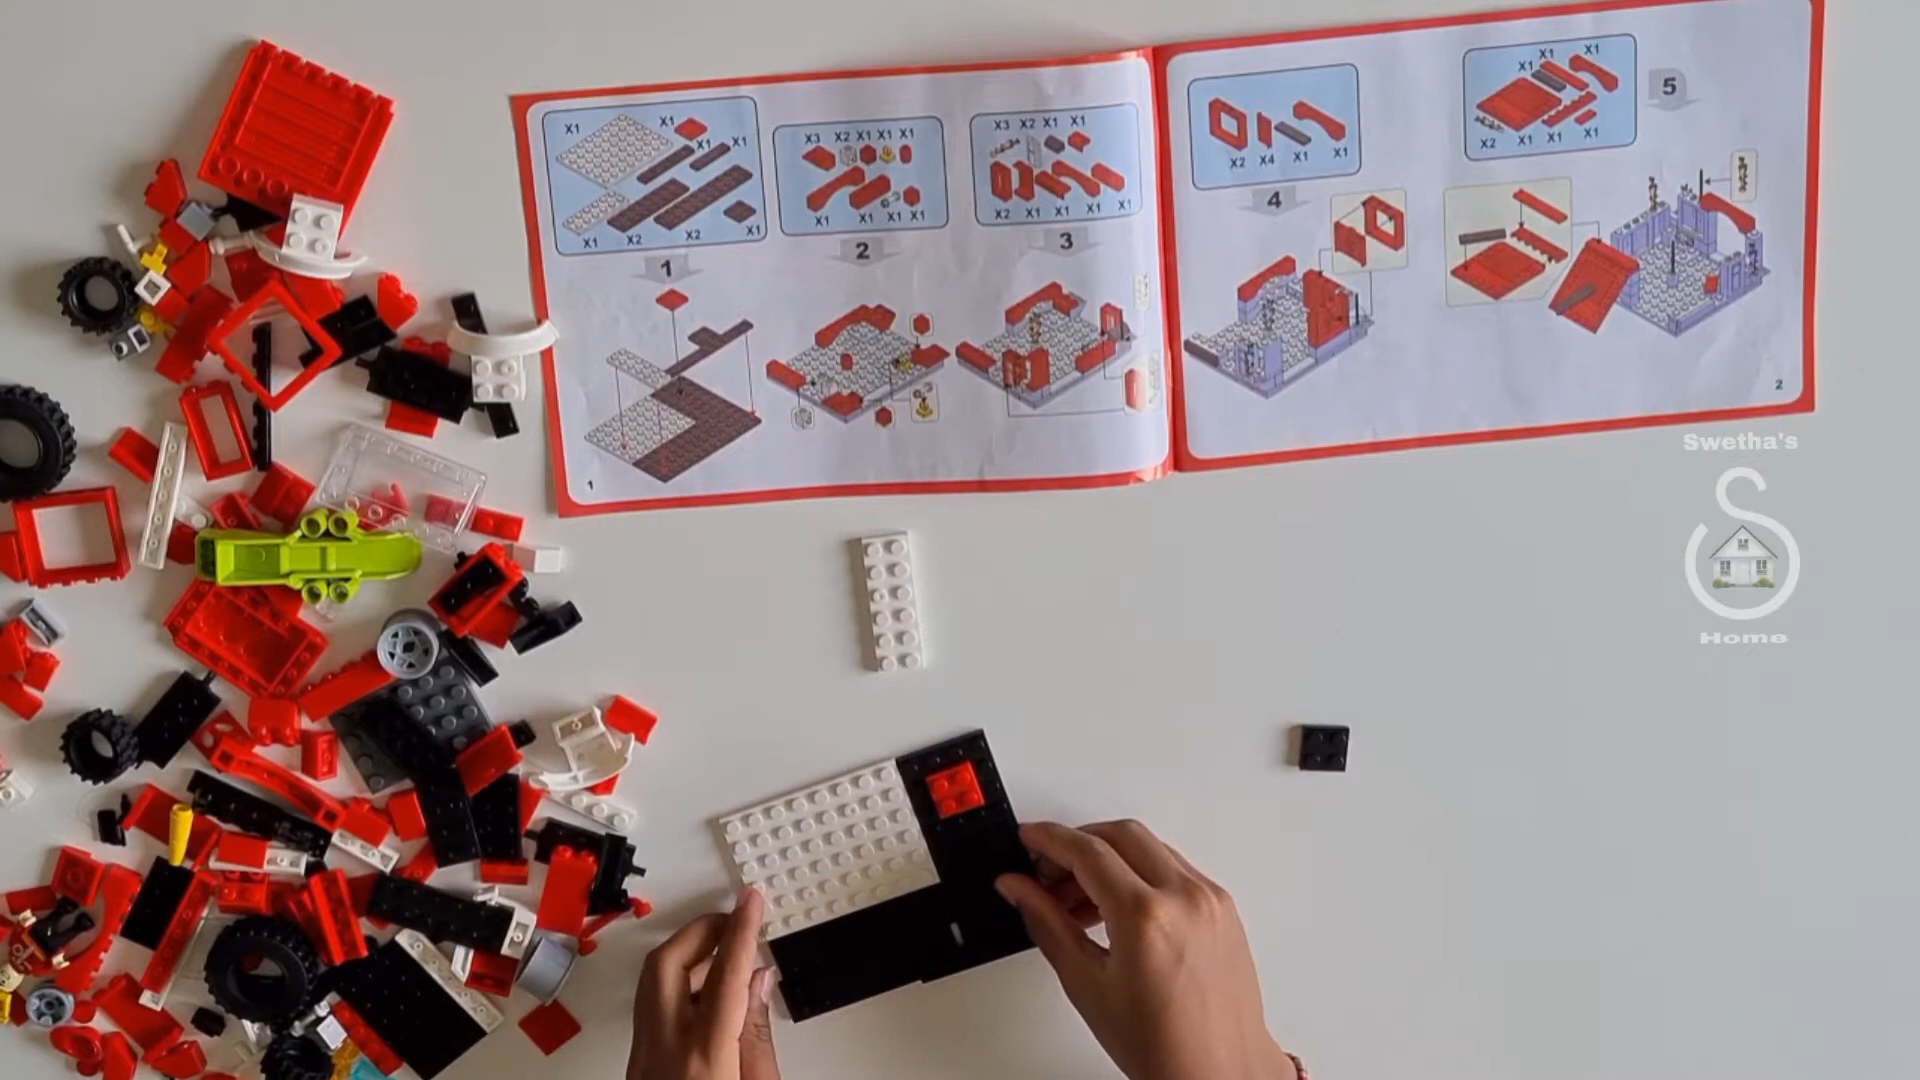 X1 X1
X1 X1
X1 X2 X2 X1
1
1
X3 X2 X1 X1 X1
X1 X1 X1 X1
2
X3 X2 X1 X1
X2 X1 X1 X1 X1
3
X2 X4 X1 X1
4
X1 X1
X1
X2 X1 X1 X1
5
2
Swetha's
S
Home